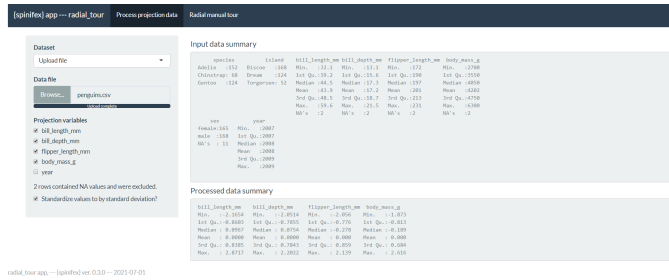 {spinifex} app --- radial_tour Process projection data Radial manual tour
Dataset
Upload file
Data file
Browse... penguins.csv
Upload complete
Projection variables
bill_length_mm
bill_depth_mm
flipper_length_mm
body_mass_g
year
2 rows contained NA values and were excluded.
Standardize values to by standard deviation?
Input data summary
species island bill_length_mm bill_depth_mm flipper_length_mm body_mass_g
Adelie :152 Biscoe :168 Min. :32.1 Min. :13.1 Min. :172 Min. :2700
Chinstrap: 68 Dream :124 1st Qu.:39.2 1st Qu.:15.6 1st Qu.:190 1st Qu.:3550
Gentoo :124 Torgersen: 52 Median :44.5 Median :17.3 Median :197 Median :4050
Mean :43.9 Mean :17.2 Mean :201 Mean :4202
3rd Qu.:48.5 3rd Qu.:18.7 3rd Qu.:213 3rd Qu.:4750
Max. :59.6 Max. :21.5 Max. :231 Max. :6300
NA's :2 NA's :2 NA's :2 NA's :2
sex year
female:165 Min. :2007
male :168 1st Qu.:2007
NA's : 11 Median :2008
Mean :2008
3rd Qu.:2009
Max. :2009
Processed data summary
bill_length_mm bill_depth_mm flipper_length_mm body_mass_g
Min. :-2.1654 Min. :-2.0514 Min. :-2.056 Min. :-1.873
1st Qu.:-0.8603 1st Qu.:-0.7855 1st Qu.:-0.776 1st Qu.:-0.813
Median : 0.0967 Median : 0.0754 Median :-0.278 Median :-0.189
Mean : 0.0000 Mean : 0.0000 Mean : 0.000 Mean : 0.000
3rd Qu.: 0.8385 3rd Qu.: 0.7843 3rd Qu.: 0.859 3rd Qu.: 0.684
Max. : 2.8717 Max. : 2.2022 Max. : 2.139 Max. : 2.616
radial_tour app, --- {spinifex} ver. 0.3.0 --- 2021-07-01